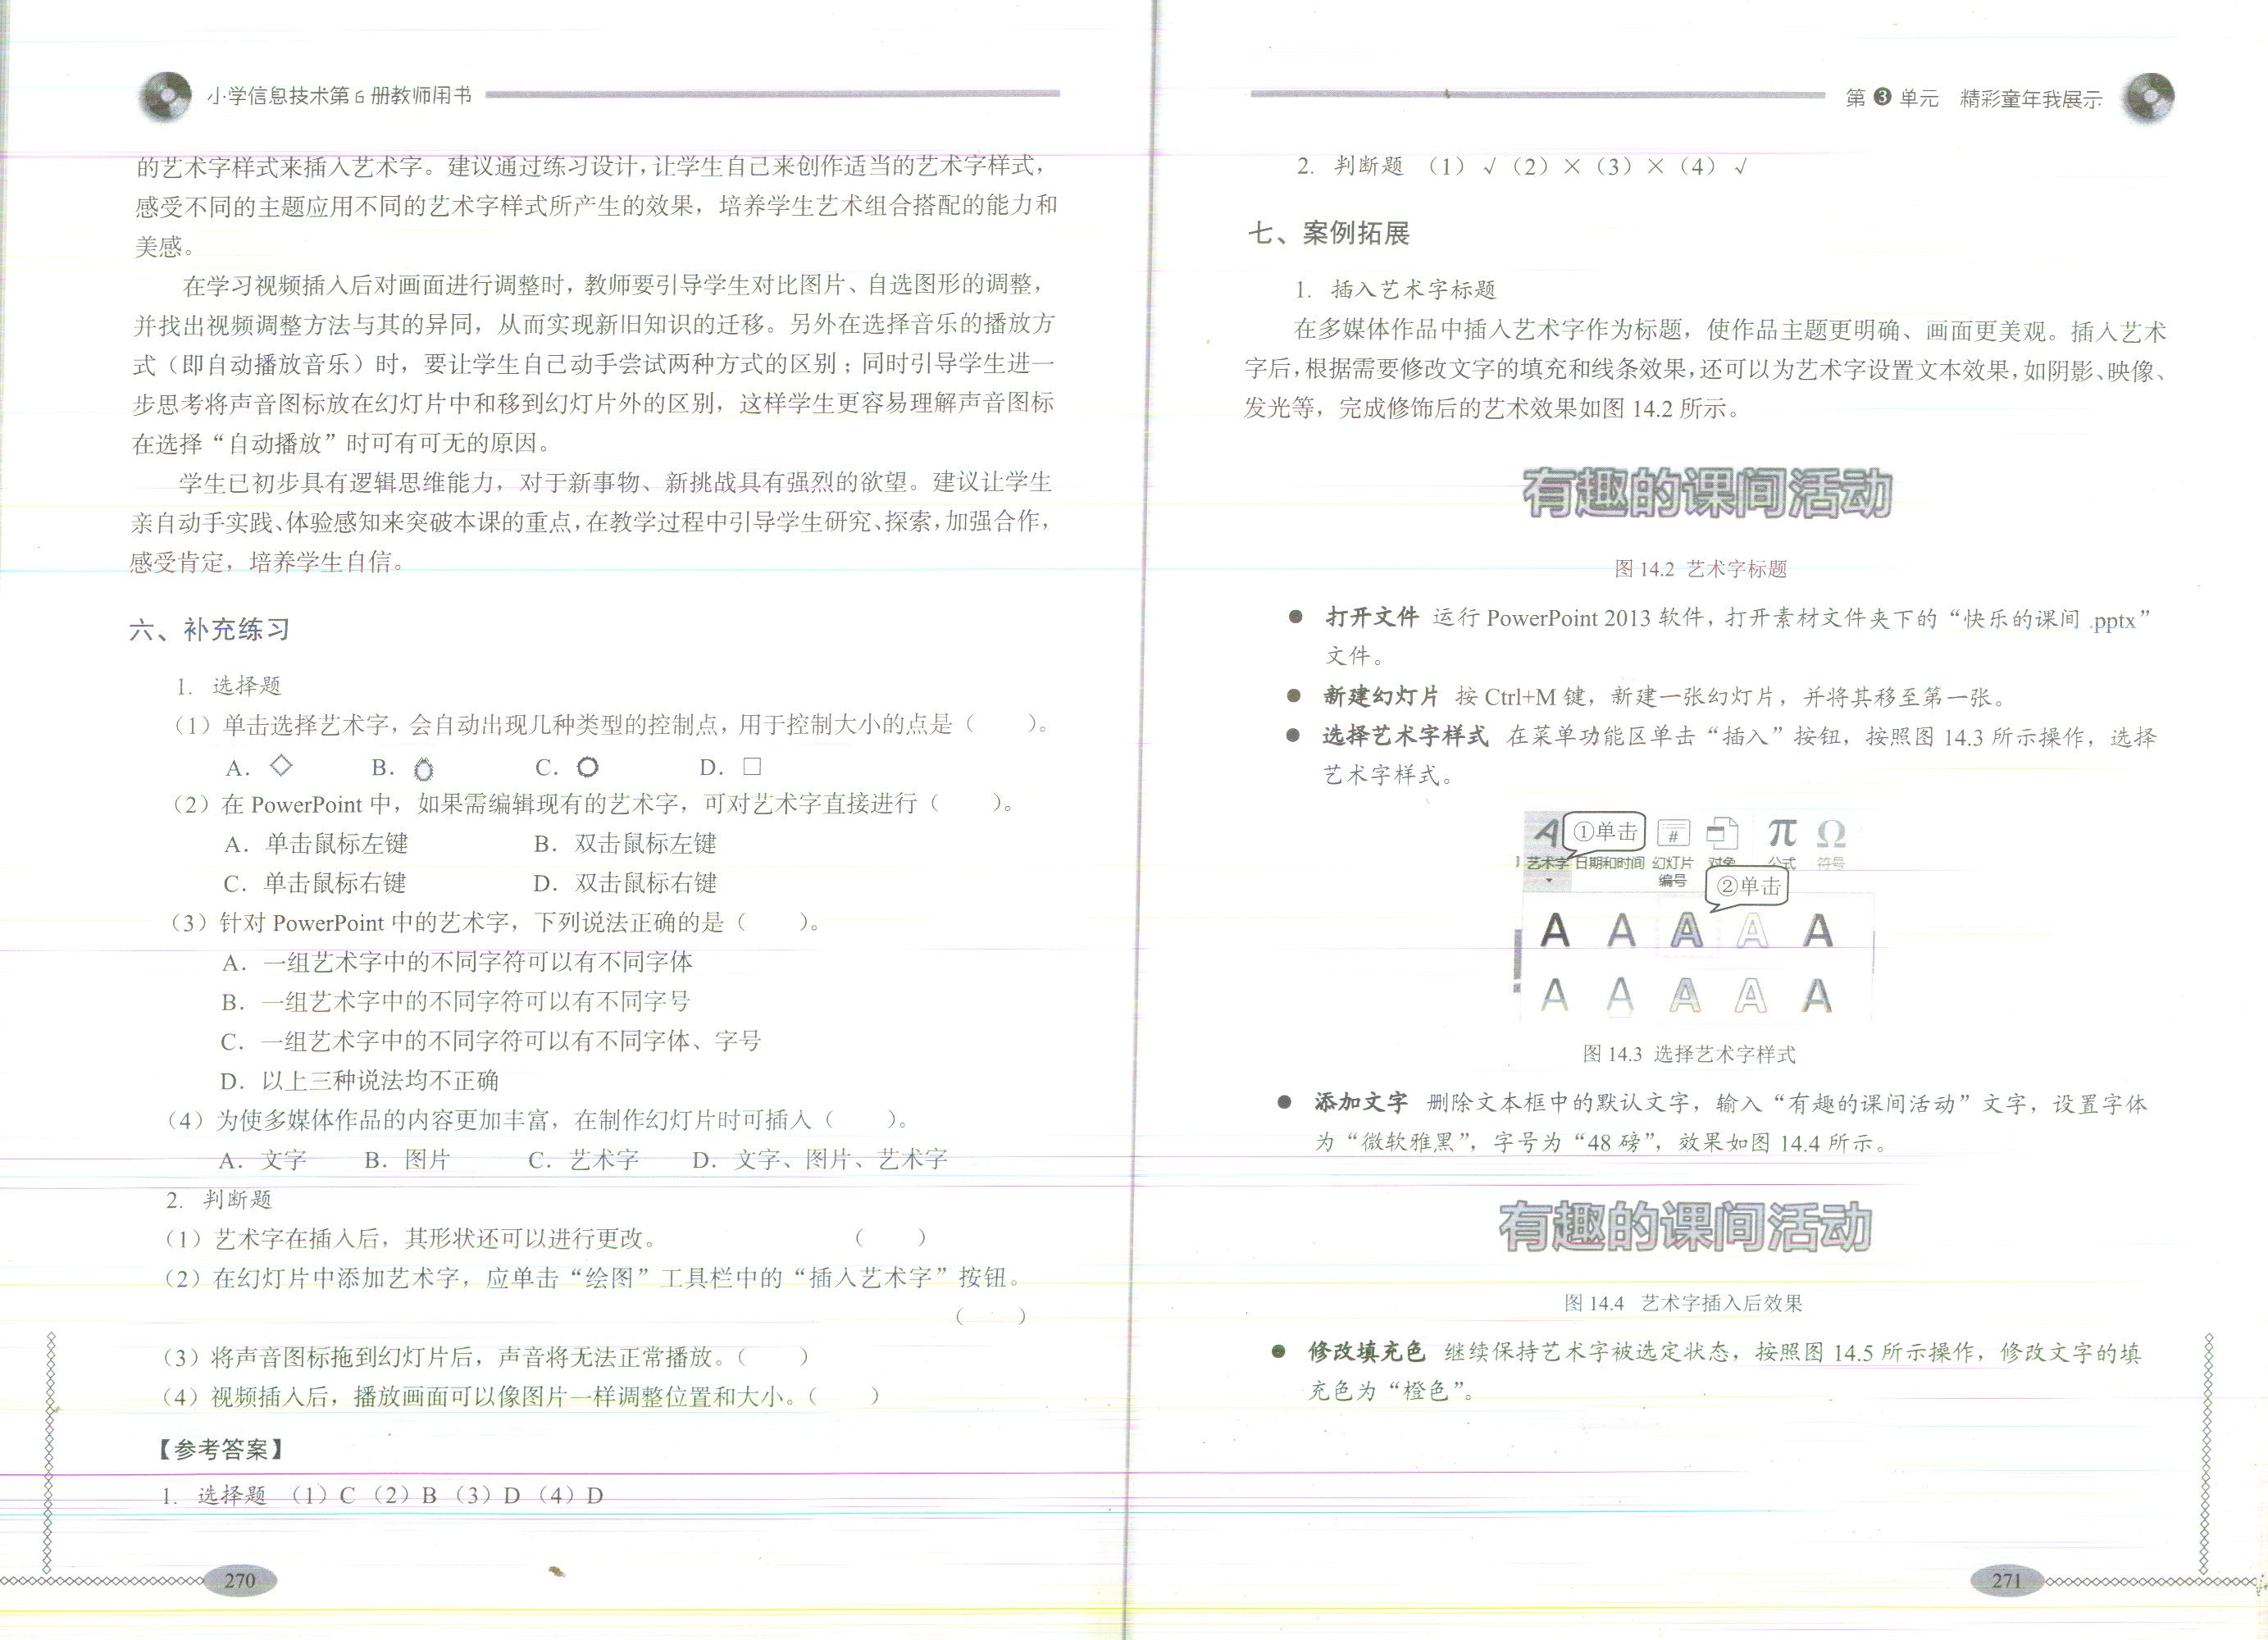 小学信息技术第6册教师用书
的艺术字样式来插入艺术字。建议通过练习设计，让学生自己来创作适当的艺术字样式，
感受不同的主题应用不同的艺术字样式所产生的效果，培养学生艺术组合搭配的能力和
美感。
在学习视频插入后对画面进行调整时，教师要引导学生对比图片、自选图形的调整，
并找出视频调整方法与其的异同，从而实现新旧知识的迁移。另外在选择音乐的播放方
式（即自动播放音乐）时，要让学生自己动手尝试两种方式的区别；同时引导学生进一
步思考将声音图标放在幻灯片中和移到幻灯片外的区别，这样学生更容易理解声音图标
在选择“自动播放”时可有可无的原因。
学生已初步具有逻辑思维能力，对于新事物、新挑战具有强烈的欲望。建议让学生
亲自动手实践、体验感知来突破本课的重点，在教学过程中引导学生研究、探索，加强合作，
感受肯定，培养学生自信。
六、补充练习
1. 选择题
（1）单击选择艺术字，会自动出现几种类型的控制点，用于控制大小的点是（　　）。
A. ◇　B. 　C. 　D. □
（2）在 PowerPoint 中，如果需编辑现有的艺术字，可对艺术字直接进行（　　）。
A. 单击鼠标左键　B. 双击鼠标左键
C. 单击鼠标右键　D. 双击鼠标右键
（3）针对 PowerPoint 中的艺术字，下列说法正确的是（　　）。
A. 一组艺术字中的不同字符可以有不同字体
B. 一组艺术字中的不同字符可以有不同字号
C. 一组艺术字中的不同字符可以有不同字体、字号
D. 以上三种说法均不正确
（4）为使多媒体作品的内容更加丰富，在制作幻灯片时可插入（　　）。
A. 文字　B. 图片　C. 艺术字　D. 文字、图片、艺术字
2. 判断题
（1）艺术字在插入后，其形状还可以进行更改。（　　）
（2）在幻灯片中添加艺术字，应单击“绘图”工具栏中的“插入艺术字”按钮。
（　　）
（3）将声音图标拖到幻灯片后，声音将无法正常播放。（　　）
（4）视频插入后，播放画面可以像图片一样调整位置和大小。（　　）
【参考答案】
1. 选择题 （1）C （2）B （3）D （4）D
270
第3单元 精彩童年我展示
2. 判断题 （1）√（2）×（3）×（4）√
七、案例拓展
1. 插入艺术字标题
在多媒体作品中插入艺术字作为标题，使作品主题更明确、画面更美观。插入艺术
字后，根据需要修改文字的填充和线条效果，还可以为艺术字设置文本效果，如阴影、映像、
发光等，完成修饰后的艺术效果如图 14.2 所示。
有趣的课间活动
图 14.2 艺术字标题
● 打开文件 运行 PowerPoint 2013 软件，打开素材文件夹下的“快乐的课间 .pptx”
文件。
● 新建幻灯片 按 Ctrl+M 键，新建一张幻灯片，并将其移至第一张。
● 选择艺术字样式 在菜单功能区单击“插入”按钮，按照图 14.3 所示操作，选择
艺术字样式。
A ①单击 # π Ω
艺术字 日期和时间 幻灯片 对象 公式 符号
编号
②单击
A A A A A
A A A A A
图 14.3 选择艺术字样式
● 添加文字 删除文本框中的默认文字，输入“有趣的课间活动”文字，设置字体
为“微软雅黑”，字号为“48 磅”，效果如图 14.4 所示。
有趣的课间活动
图 14.4 艺术字插入后效果
● 修改填充色 继续保持艺术字被选定状态，按照图 14.5 所示操作，修改文字的填
充色为“橙色”。
271